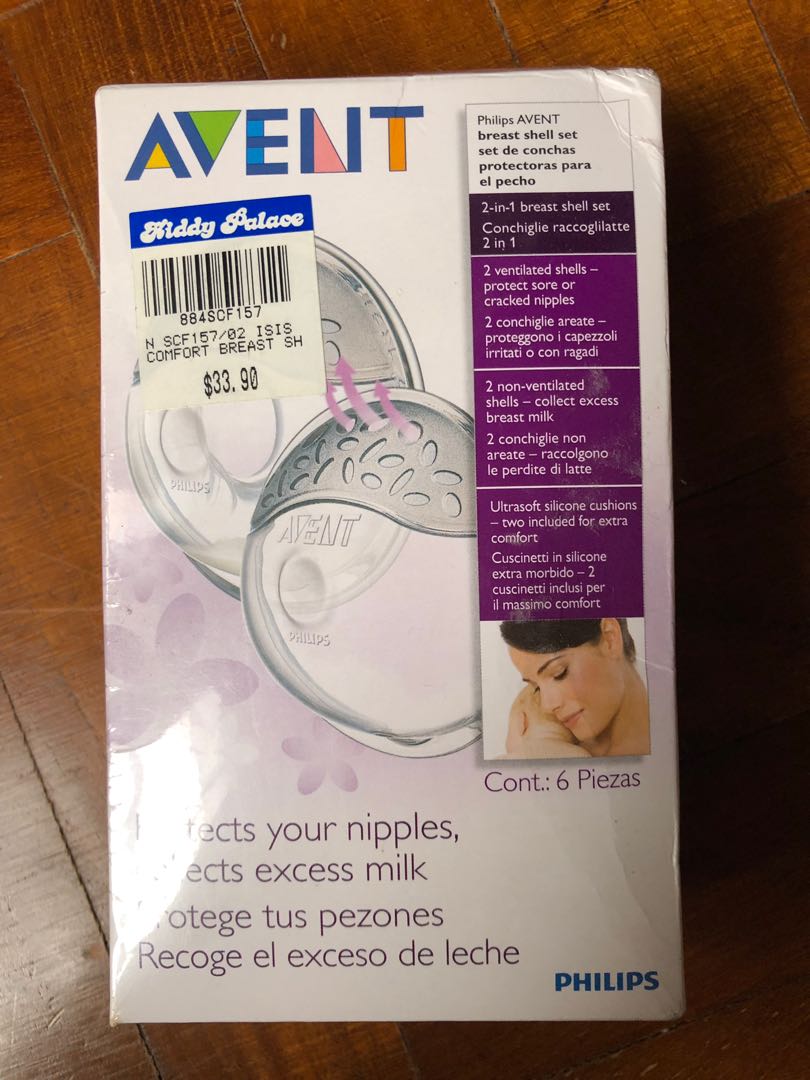 AVENT
Kiddy Palace
884SCF157
N SCF157/02 ISIS
COMFORT BREAST SH
$33.90
Philips AVENT
breast shell set
set de conchas
protectoras para
el pecho
2-in-1 breast shell set
Conchiglie raccoglilatte
2 in 1
2 ventilated shells –
protect sore or
cracked nipples
2 conchiglie areate –
proteggono i capezzoli
irritati o con ragadi
2 non-ventilated
shells – collect excess
breast milk
2 conchiglie non
areate – raccolgono
le perdite di latte
Ultrasoft silicone cushions
– two included for extra
comfort
Cuscinetti in silicone
extra morbido – 2
cuscinetti inclusi per
il massimo comfort
PHILIPS
AVENT
PHILIPS
Cont.: 6 Piezas
your nipples,
excess milk
Protege tus pezones
Recoge el exceso de leche
PHILIPS